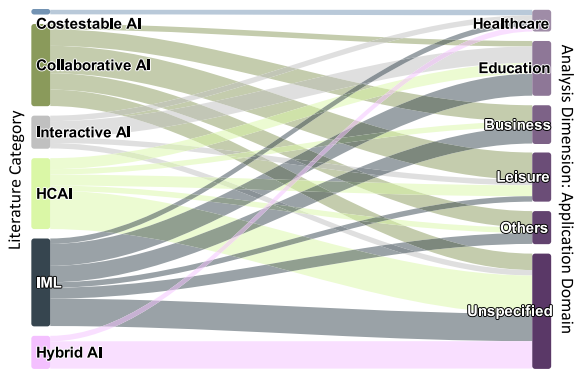 Costestable AI
Collaborative AI
Interactive AI
HCAI
IML
Hybrid AI
Literature Category
Healthcare
Education
Business
Leisure
Others
Unspecified
Analysis Dimension: Application Domain